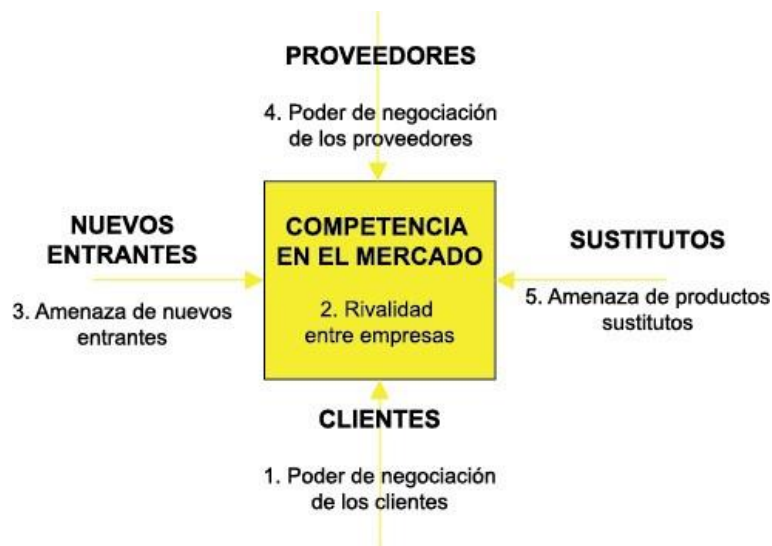 PROVEEDORES
4. Poder de negociación
de los proveedores
NUEVOS
ENTRANTES
3. Amenaza de nuevos
entrantes
COMPETENCIA
EN EL MERCADO
2. Rivalidad
entre empresas
SUSTITUTOS
5. Amenaza de productos
sustitutos
CLIENTES
1. Poder de negociación
de los clientes